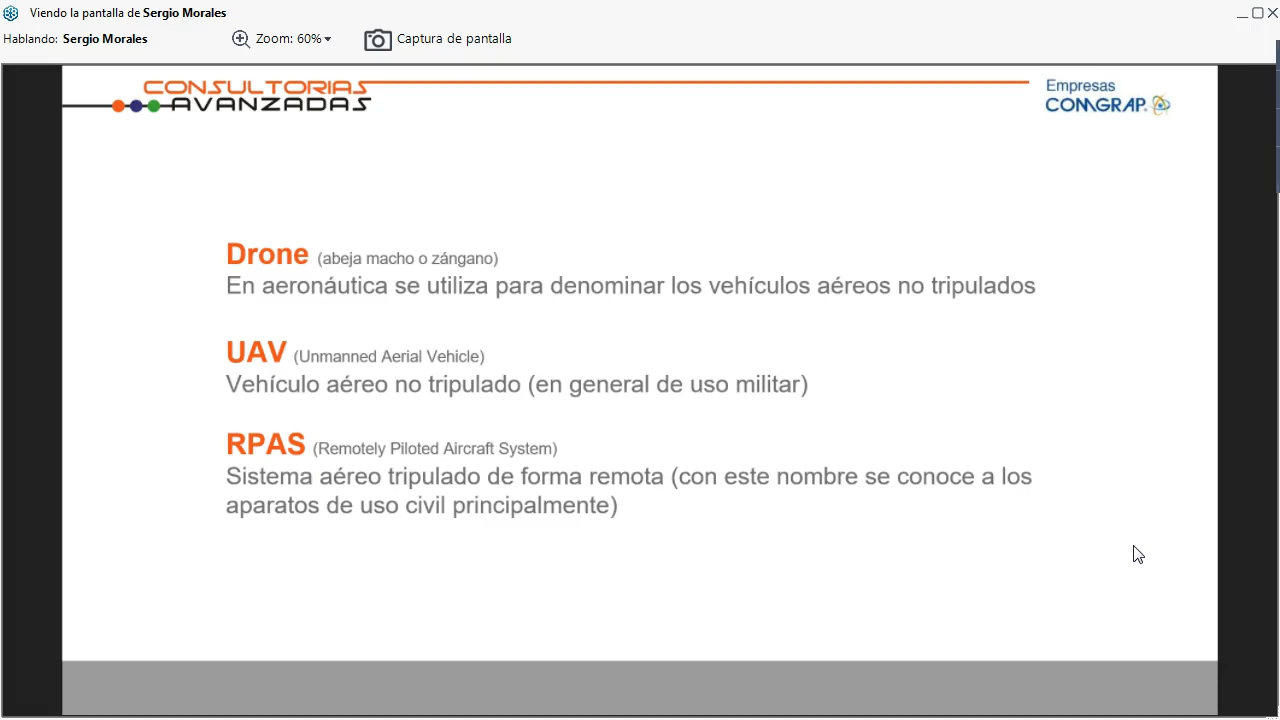 Viendo la pantalla de Sergio Morales
Hablando: Sergio Morales
Zoom: 60%
Captura de pantalla
CONSULTORIAS
AVANZADAS
Empresas
COMGRAP
Drone (abeja macho o zángano)
En aeronáutica se utiliza para denominar los vehículos aéreos no tripulados
UAV (Unmanned Aerial Vehicle)
Vehículo aéreo no tripulado (en general de uso militar)
RPAS (Remotely Piloted Aircraft System)
Sistema aéreo tripulado de forma remota (con este nombre se conoce a los
aparatos de uso civil principalmente)